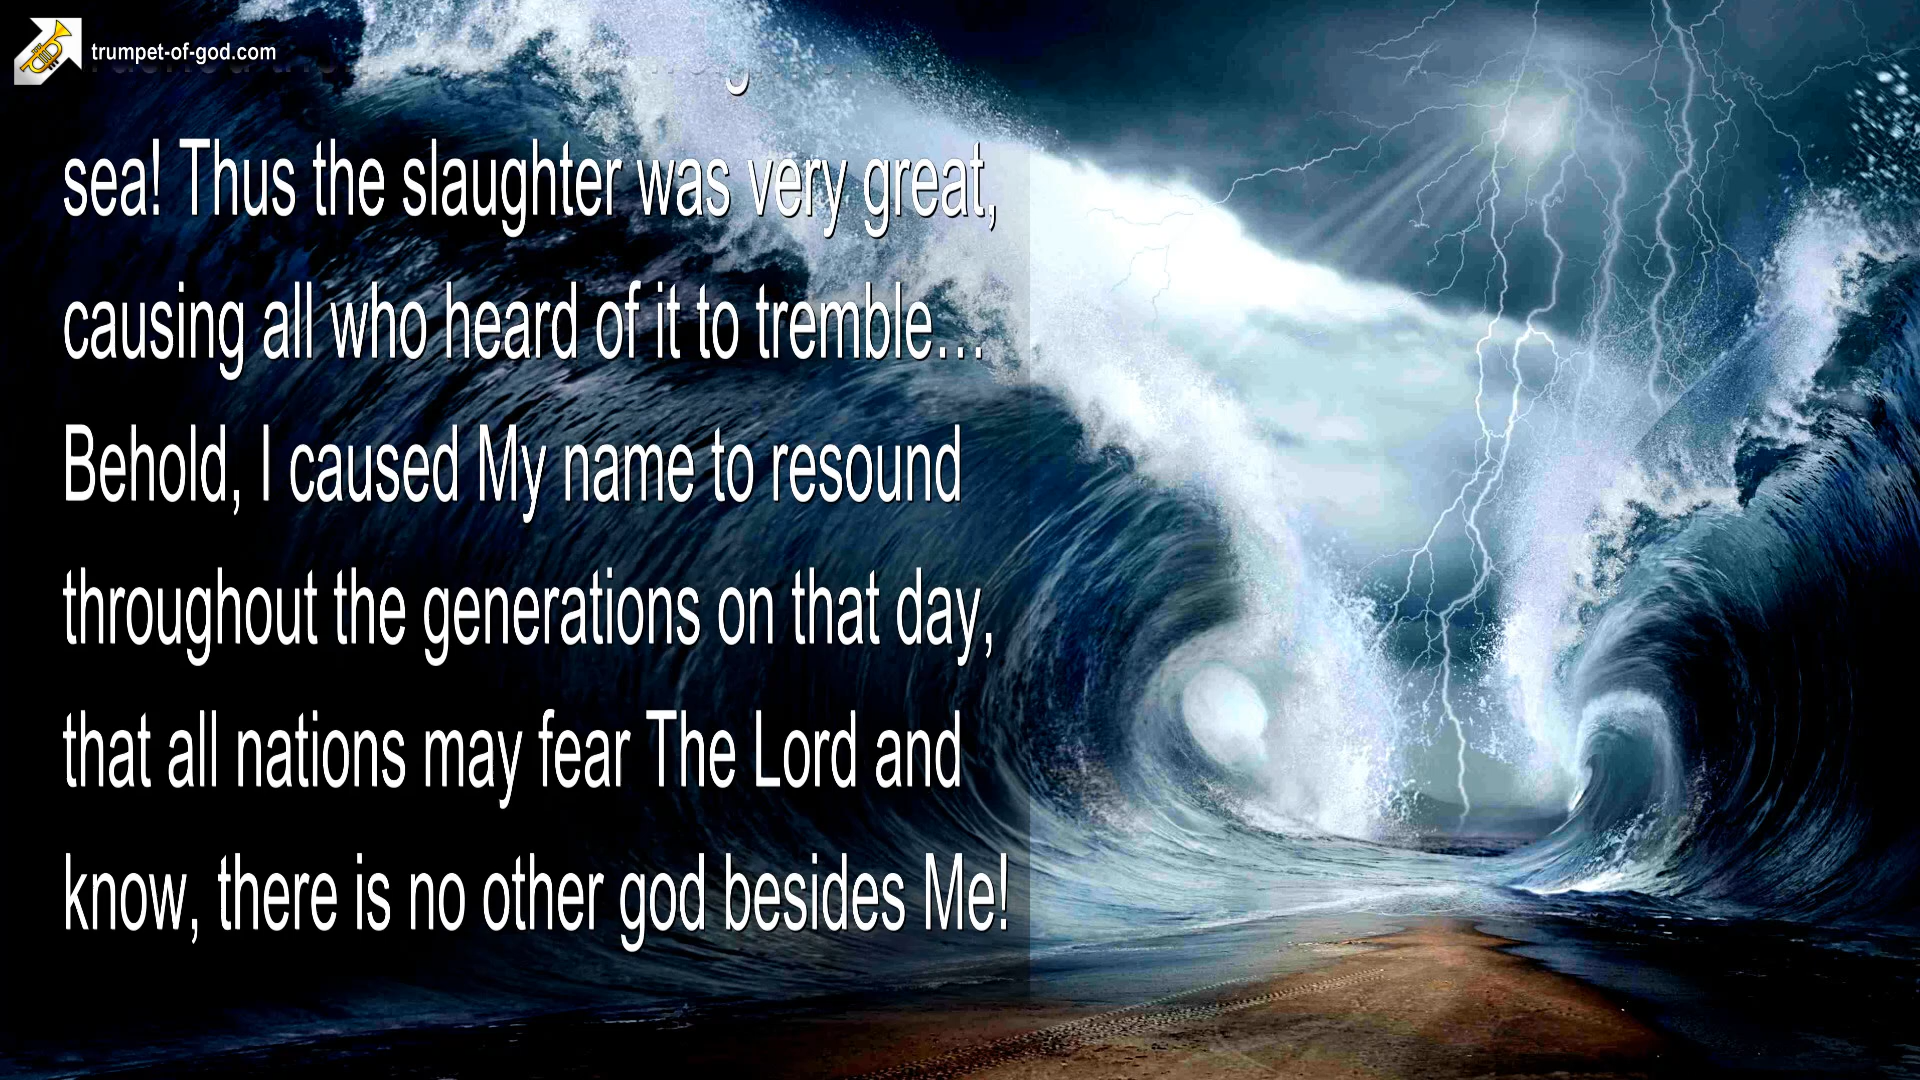 trumpet-of-god.com
sea! Thus the slaughter was very great,
causing all who heard of it to tremble…
Behold, I caused My name to resound
throughout the generations on that day,
that all nations may fear The Lord and
know, there is no other god besides Me!